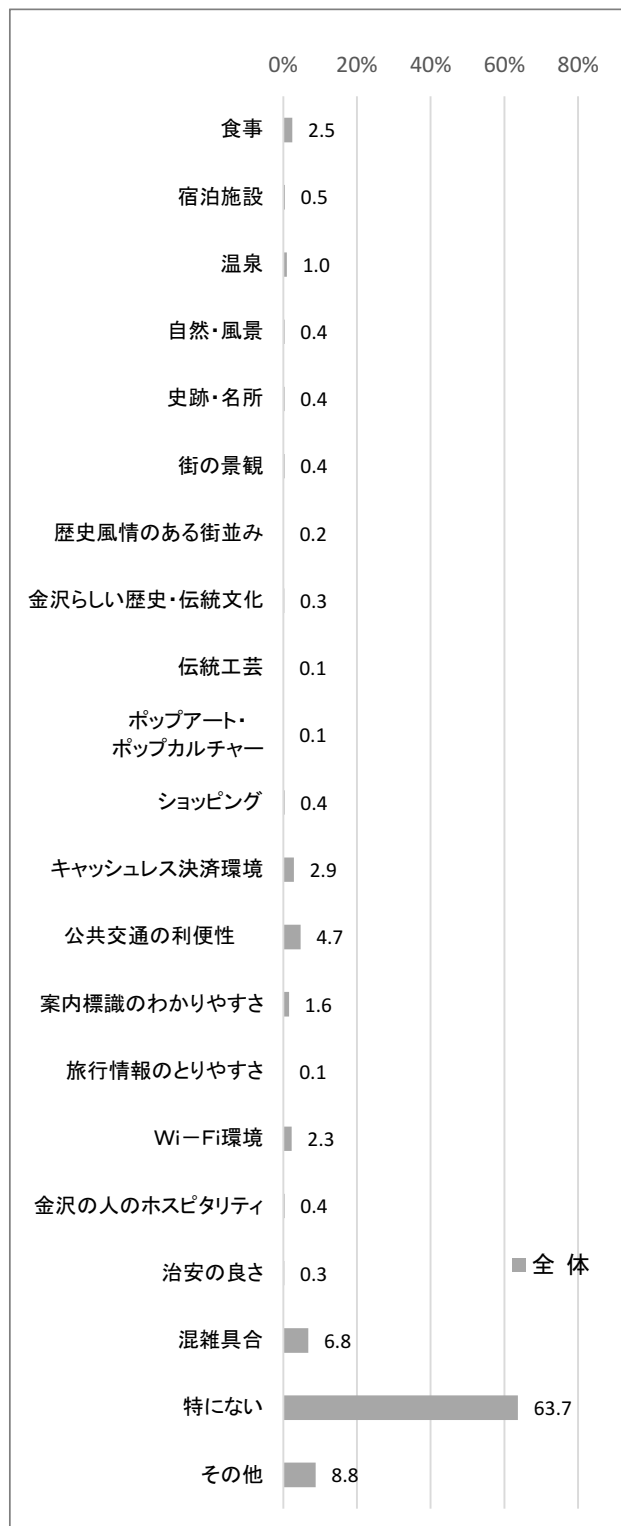 0% 20% 40% 60% 80%
食事 2.5
宿泊施設 0.5
温泉 1.0
自然・風景 0.4
史跡・名所 0.4
街の景観 0.4
歴史風情のある街並み 0.2
金沢らしい歴史・伝統文化 0.3
伝統工芸 0.1
ポップアート・
ポップカルチャー 0.1
ショッピング 0.4
キャッシュレス決済環境 2.9
公共交通の利便性 4.7
案内標識のわかりやすさ 1.6
旅行情報のとりやすさ 0.1
Wi－Fi環境 2.3
金沢の人のホスピタリティ 0.4
治安の良さ 0.3
全 体
混雑具合 6.8
特にない 63.7
その他 8.8